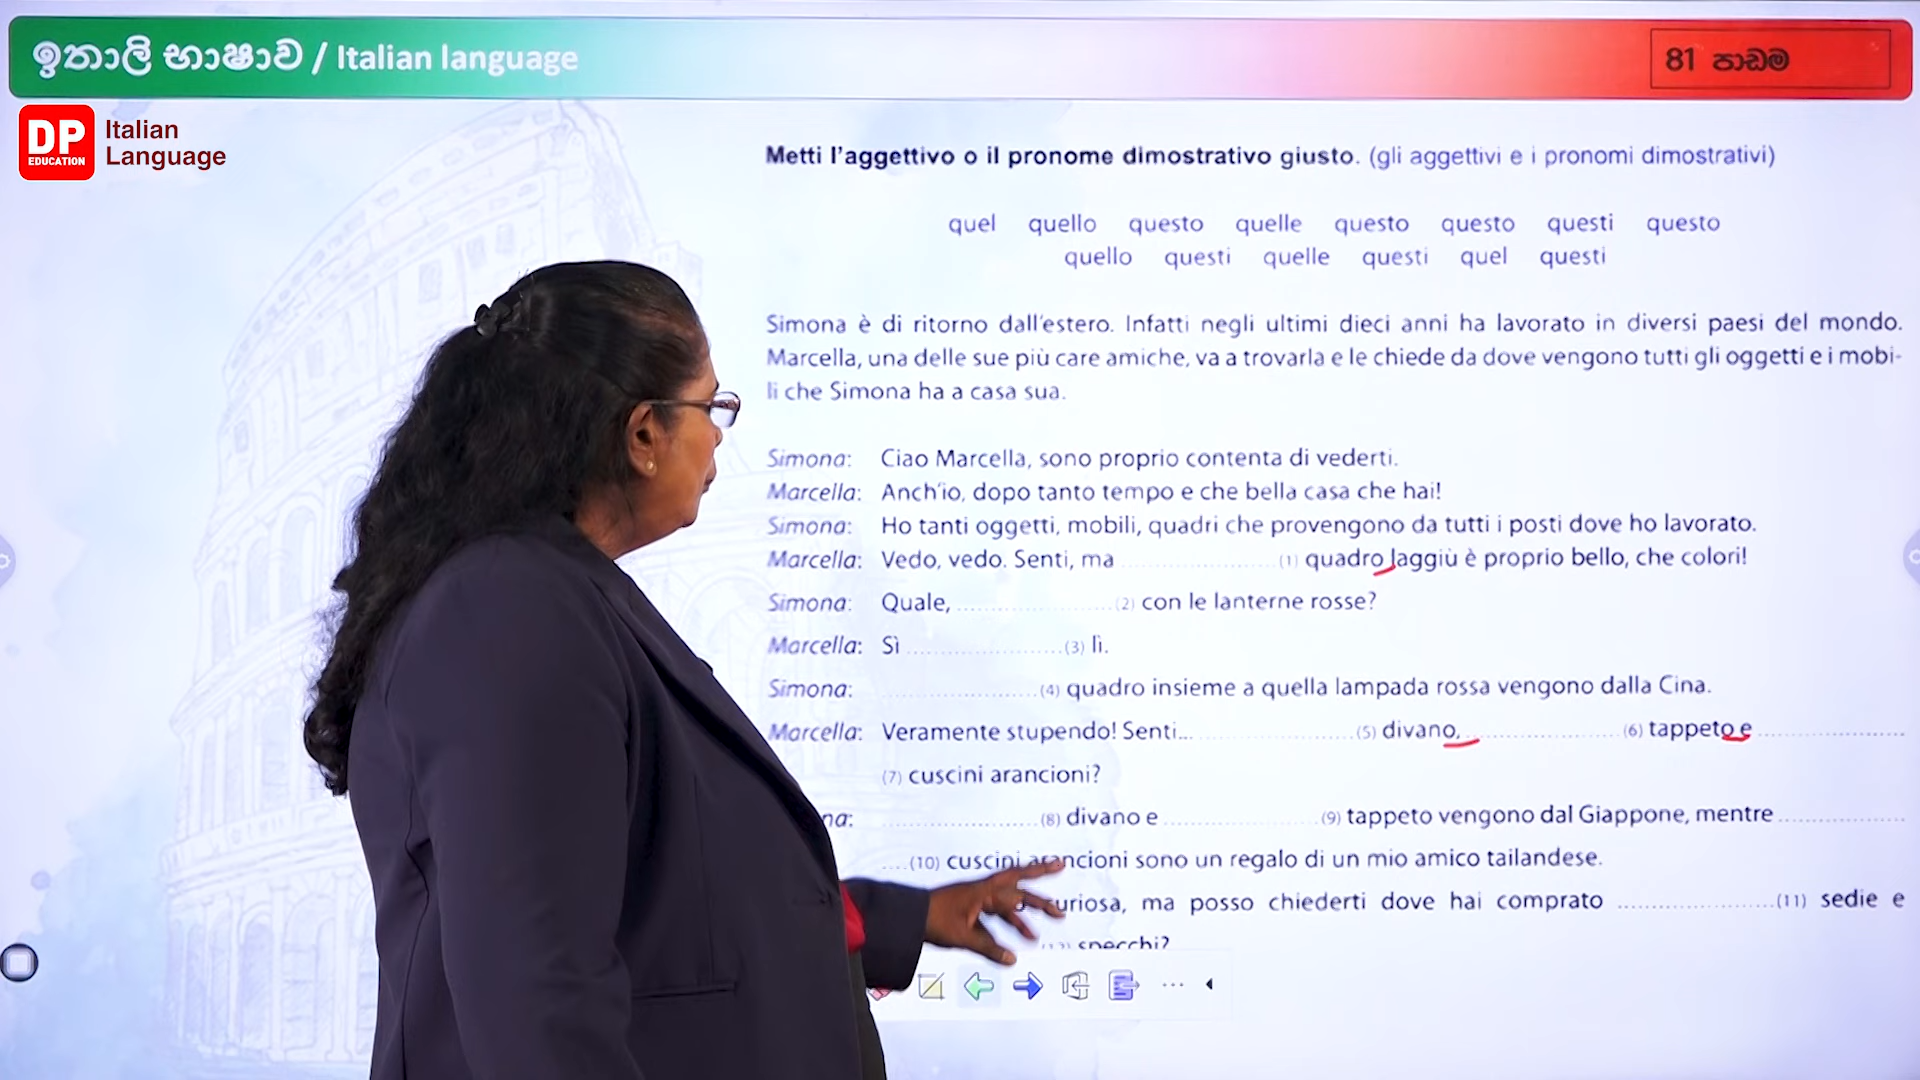 ඉතාලි භාෂාව / Italian language
81 පාඩම
DP
EDUCATION
Italian
Language
Metti l'aggettivo o il pronome dimostrativo giusto. (gli aggettivi e i pronomi dimostrativi)
quel quello questo quelle questo questo questi questo
quello questi quelle questi quel questi
Simona è di ritorno dall'estero. Infatti negli ultimi dieci anni ha lavorato in diversi paesi del mondo.
Marcella, una delle sue più care amiche, va a trovarla e le chiede da dove vengono tutti gli oggetti e i mobi-
li che Simona ha a casa sua.
Simona: Ciao Marcella, sono proprio contenta di vederti.
Marcella: Anch'io, dopo tanto tempo e che bella casa che hai!
Simona: Ho tanti oggetti, mobili, quadri che provengono da tutti i posti dove ho lavorato.
Marcella: Vedo, vedo. Senti, ma .................... (1) quadro laggiù è proprio bello, che colori!
Simona: Quale, .................... (2) con le lanterne rosse?
Marcella: Sì .................... (3) lì.
Simona: .................... (4) quadro insieme a quella lampada rossa vengono dalla Cina.
Marcella: Veramente stupendo! Senti... .................... (5) divano, .................... (6) tappeto e ....................
(7) cuscini arancioni?
na: .................... (8) divano e .................... (9) tappeto vengono dal Giappone, mentre ................
.... (10) cuscini arancioni sono un regalo di un mio amico tailandese.
curiosa, ma posso chiederti dove hai comprato .................... (11) sedie e
specchi?